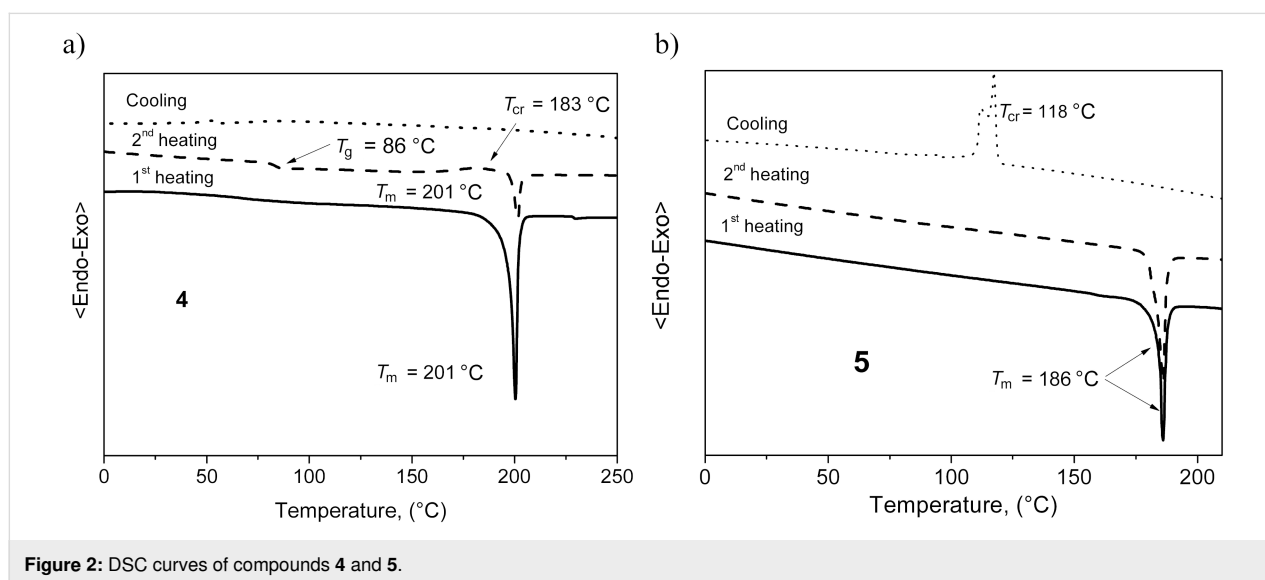 a)
Cooling
T_cr = 183 °C
2nd heating
T_g = 86 °C
1st heating
T_m = 201 °C
<Endo-Exo>
4
T_m = 201 °C
0 50 100 150 200 250
Temperature, (°C)
b)
T_cr = 118 °C
Cooling
2nd heating
1st heating
<Endo-Exo>
5
T_m = 186 °C
0 50 100 150 200
Temperature, (°C)
Figure 2: DSC curves of compounds 4 and 5.